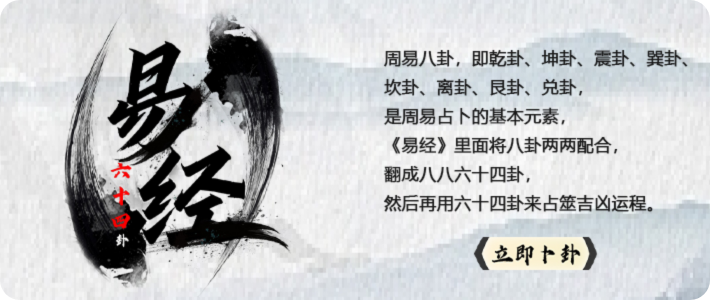 易经
六十四卦
周易八卦，即乾卦、坤卦、震卦、巽卦、
坎卦、离卦、艮卦、兑卦，
是周易占卜的基本元素，
《易经》里面将八卦两两配合，
翻成八八六十四卦，
然后再用六十四卦来占筮吉凶运程。
立即卜卦